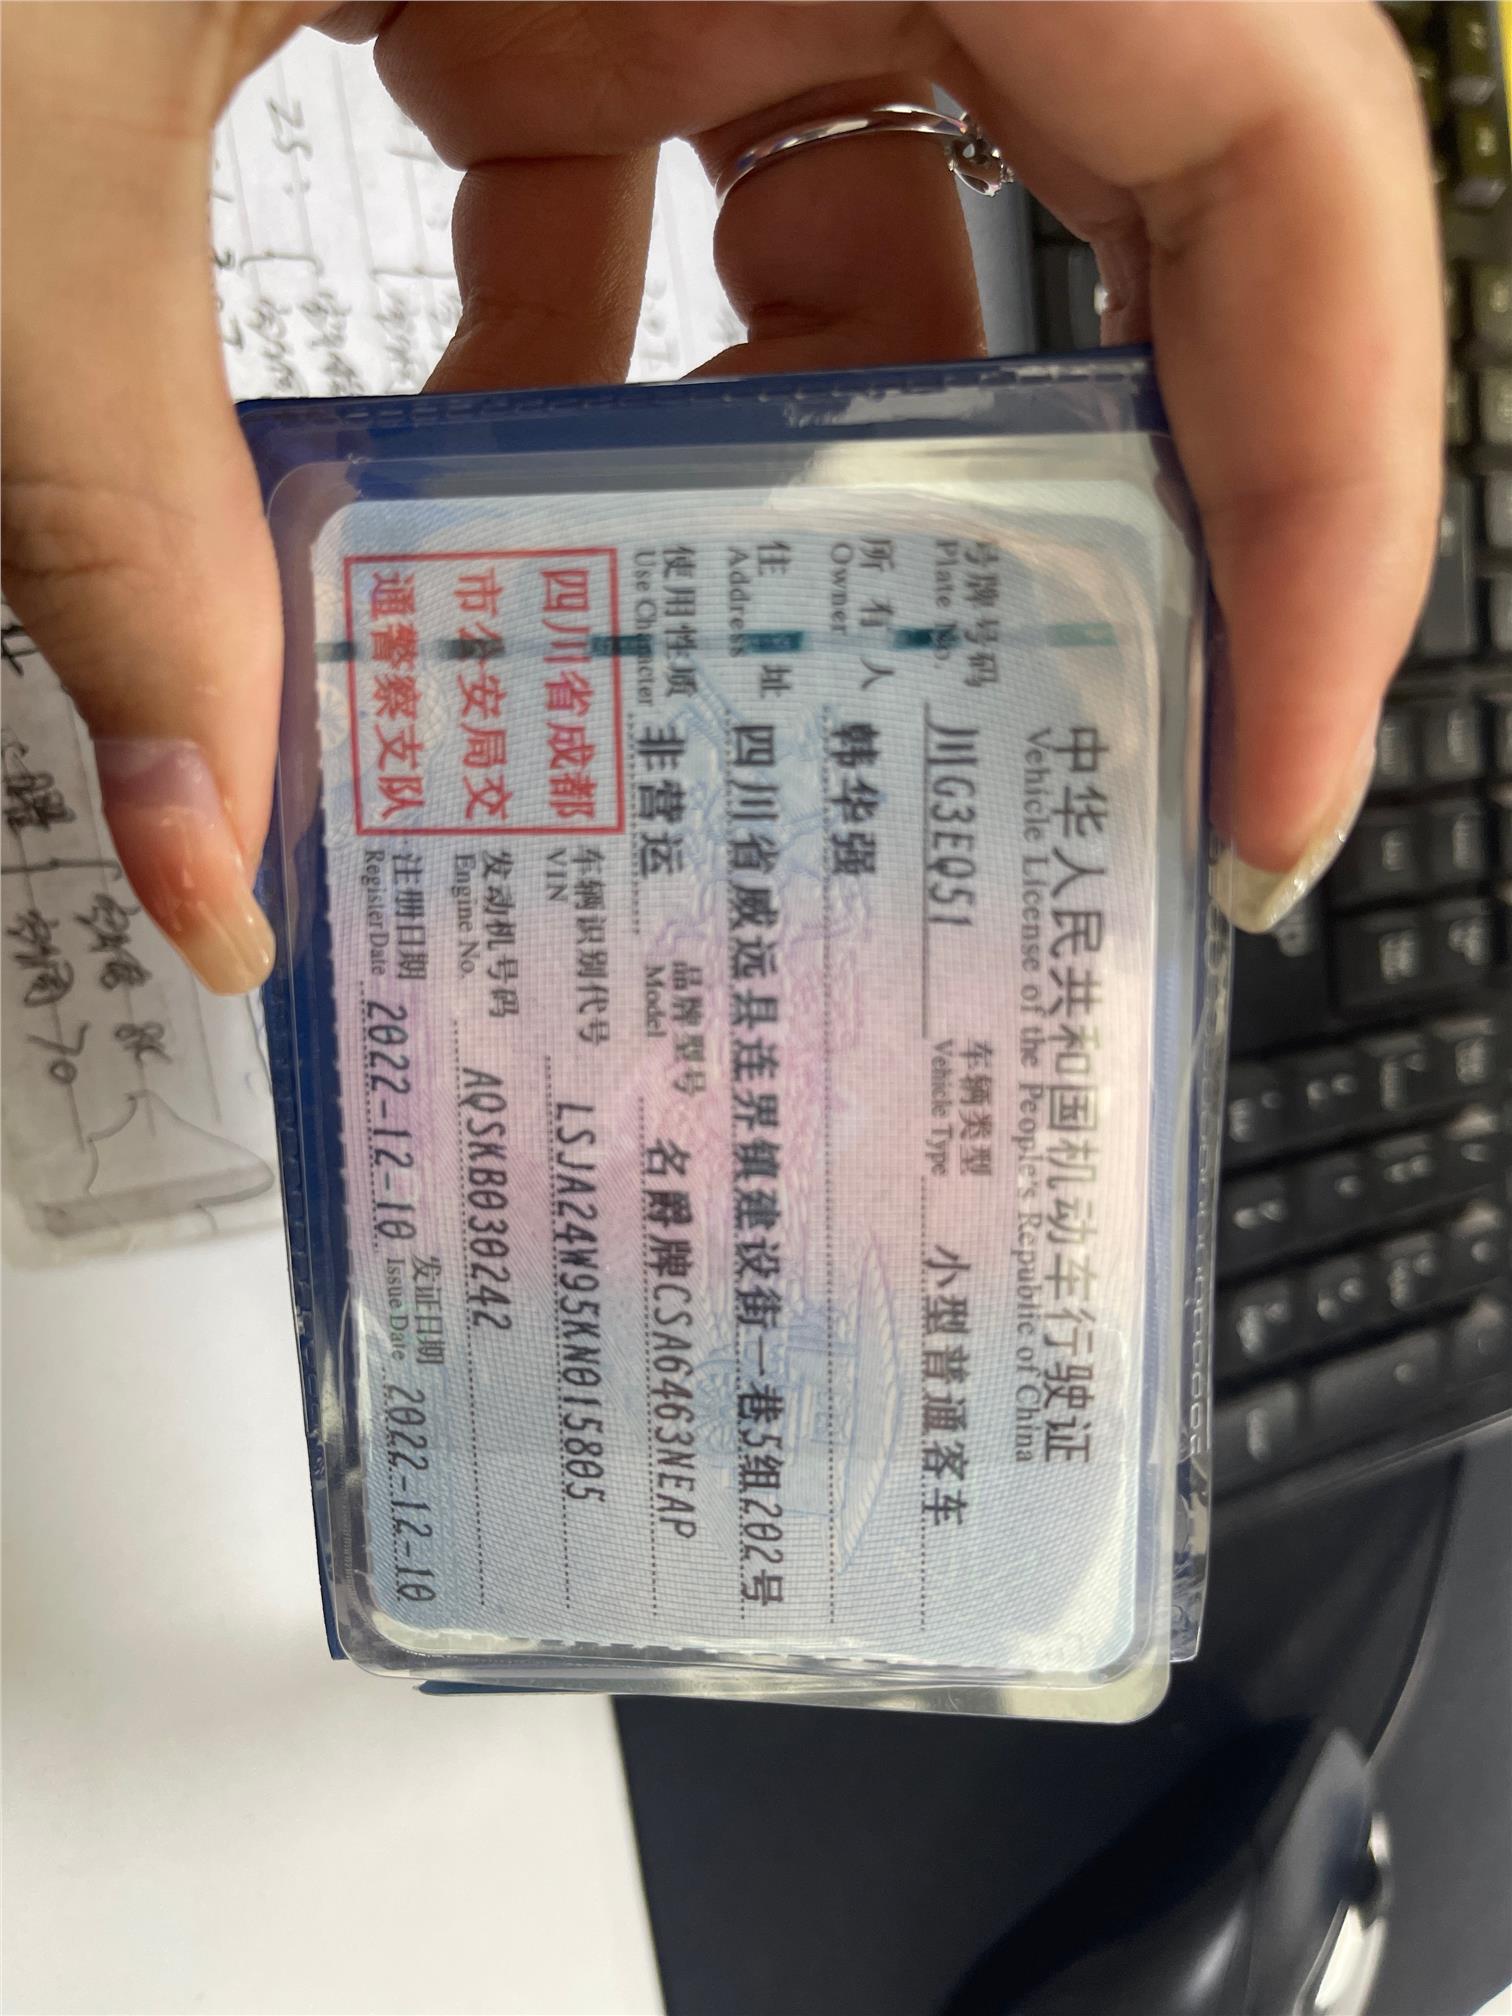 中华人民共和国机动车行驶证
Vehicle License of the People's Republic of China
号牌号码 川G3EQ51 车辆类型 小型普通客车
Plate No. Vehicle Type
所有人 韩华强
Owner
住址 四川省威远县连界镇建设街一巷5组202号
Address
使用性质 非营运 品牌型号 名爵牌CSA6463NEAP
Use Character Model
四川省成都
市公安局交
通警察支队
车辆识别代号 LSJA24W95KN015805
VIN
发动机号码 AQSKB030242
Engine No.
注册日期 2022-12-10 发证日期 2022-12-10
Register Date Issue Date
25
70